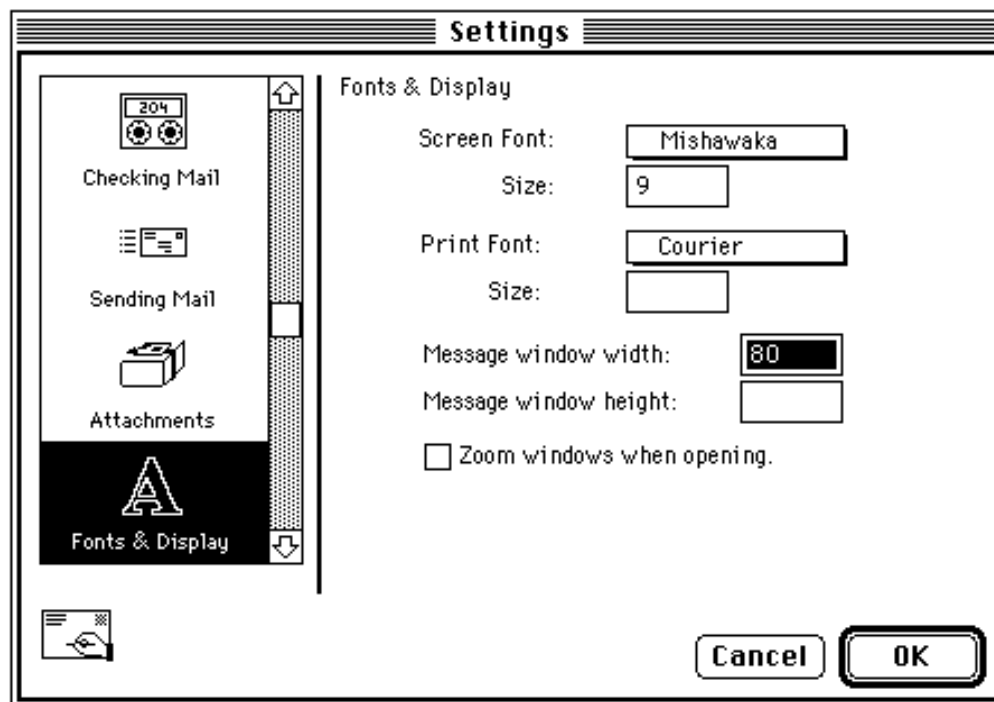 Settings
204
Checking Mail
Sending Mail
Attachments
Fonts & Display
Fonts & Display
Screen Font: Mishawaka
Size: 9
Print Font: Courier
Size:
Message window width: 80
Message window height:
Zoom windows when opening.
Cancel OK